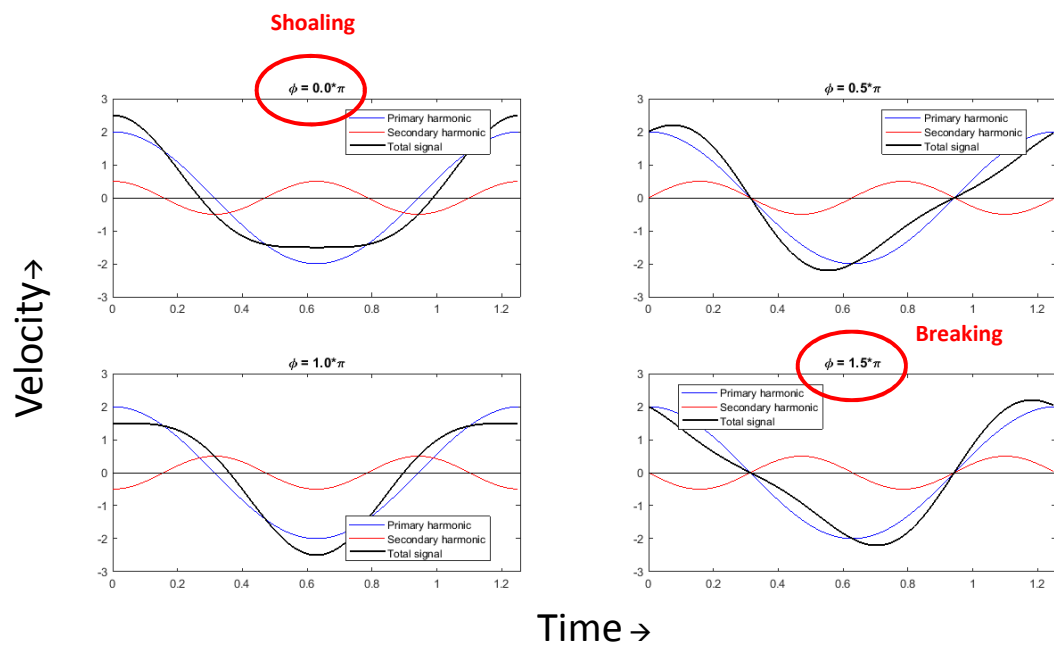 Shoaling
ϕ = 0.0*π
3
2
1
0
-1
-2
-3
0
0.2
0.4
0.6
0.8
1
1.2
Primary harmonic
Secondary harmonic
Total signal
ϕ = 0.5*π
3
2
1
0
-1
-2
-3
0
0.2
0.4
0.6
0.8
1
1.2
Primary harmonic
Secondary harmonic
Total signal
Velocity→
ϕ = 1.0*π
3
2
1
0
-1
-2
-3
0
0.2
0.4
0.6
0.8
1
1.2
Primary harmonic
Secondary harmonic
Total signal
Breaking
ϕ = 1.5*π
3
2
1
0
-1
-2
-3
0
0.2
0.4
0.6
0.8
1
1.2
Primary harmonic
Secondary harmonic
Total signal
Time →